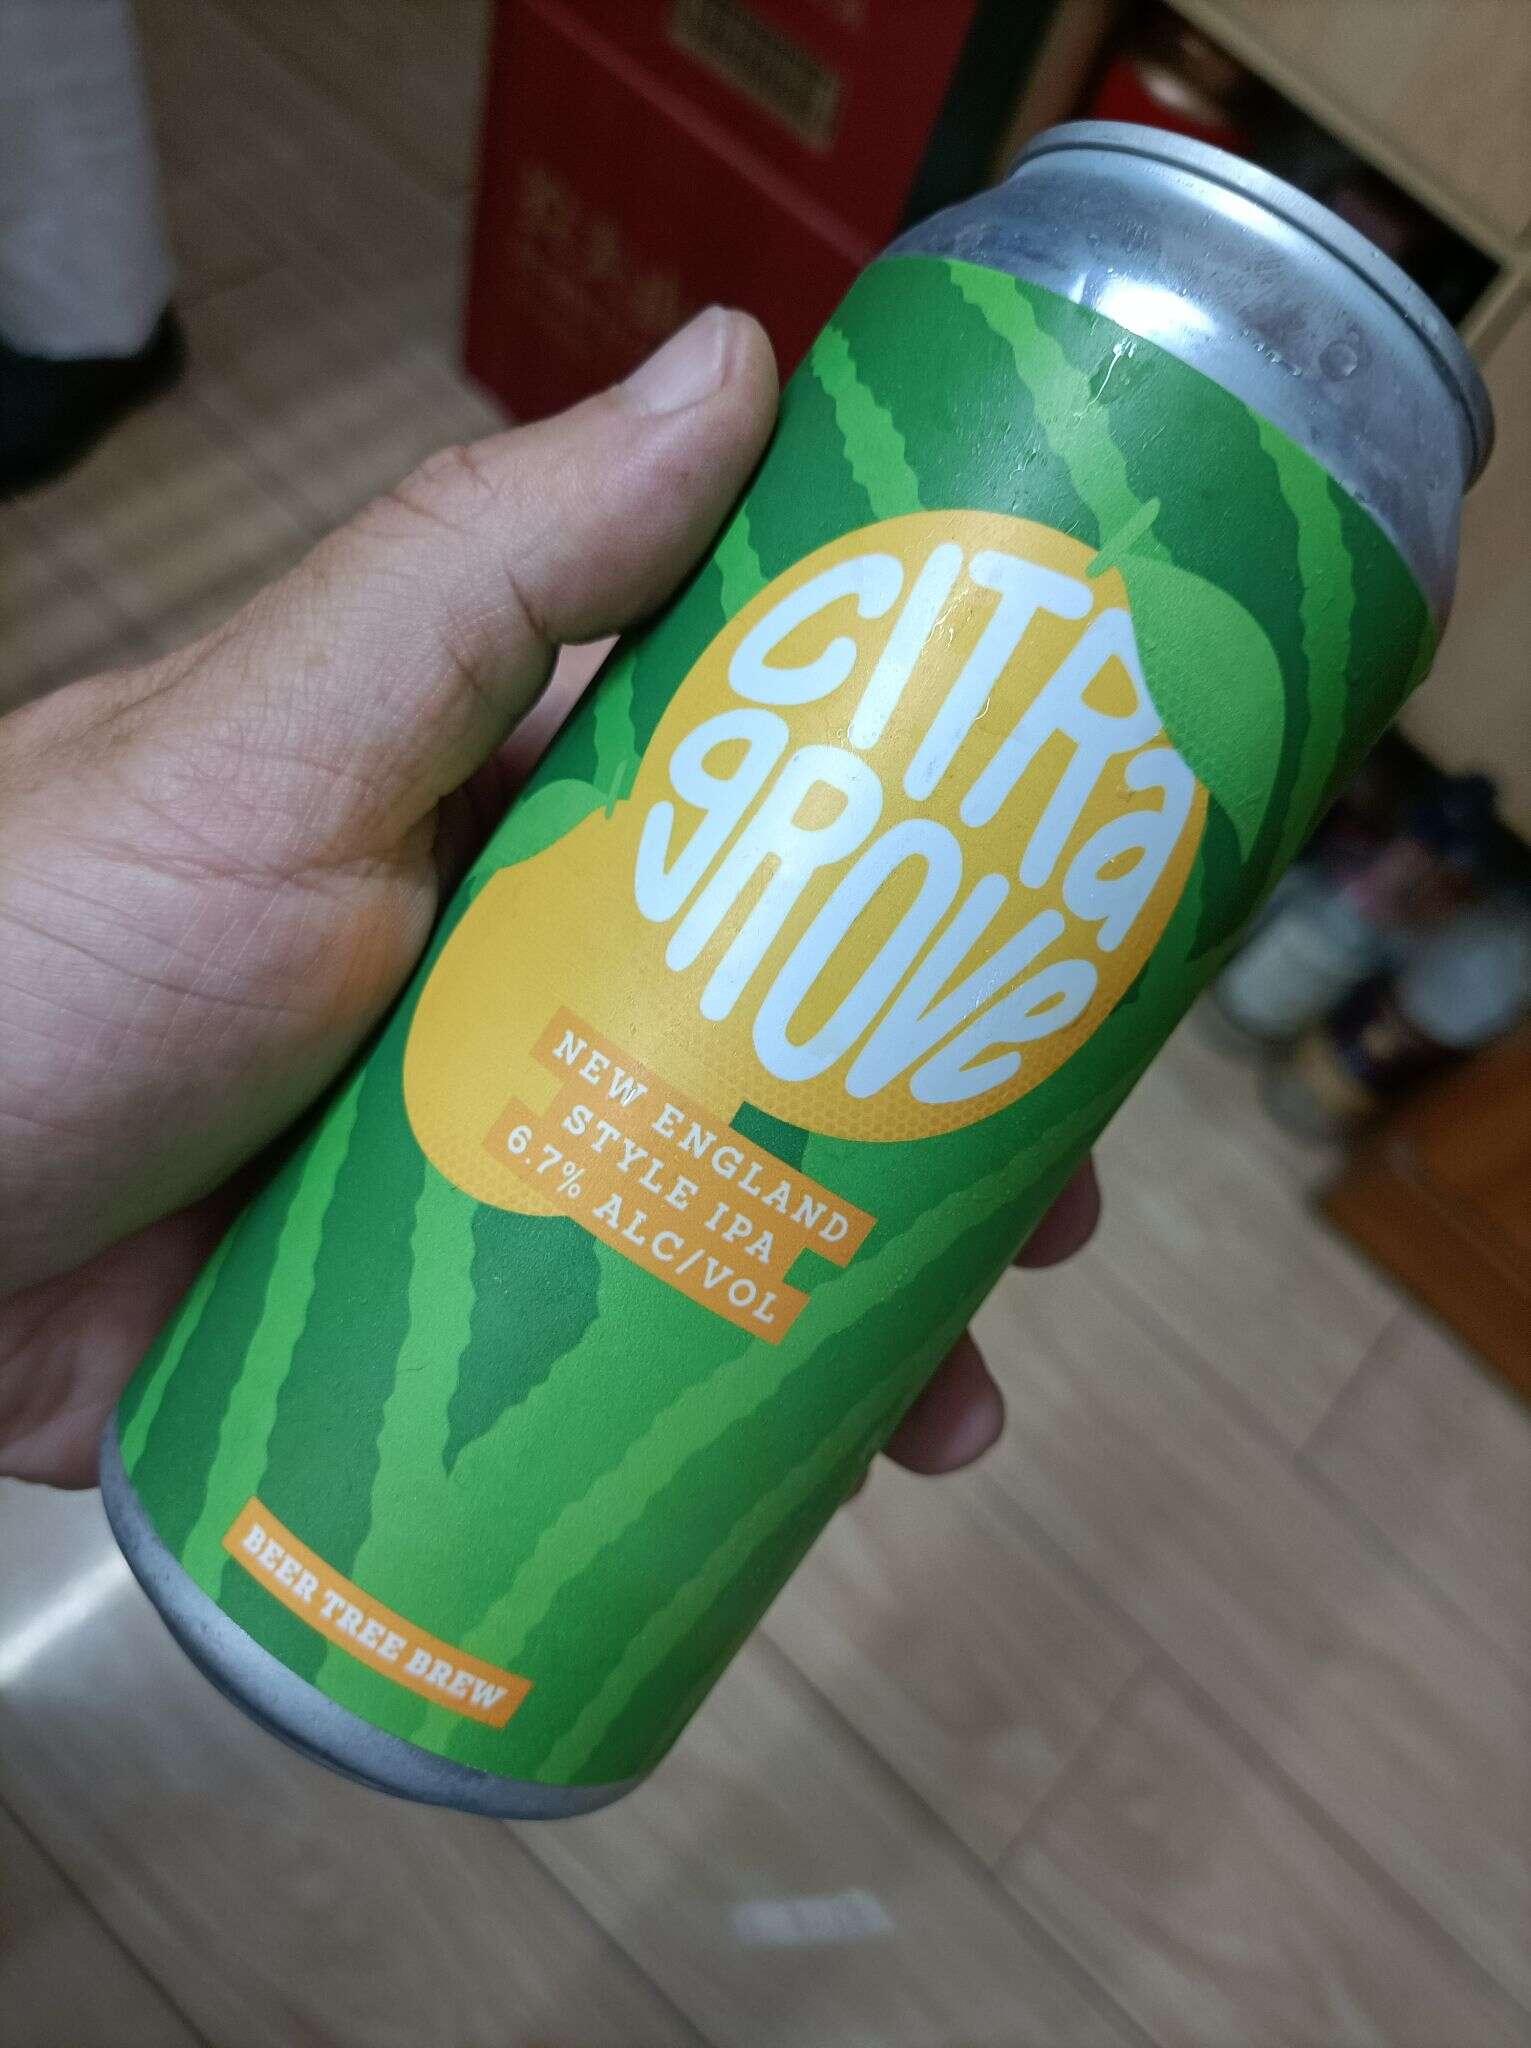 CITRa
gROVe
NEW ENGLAND
STYLE IPA
6.7% ALC/VOL
BEER TREE BREW